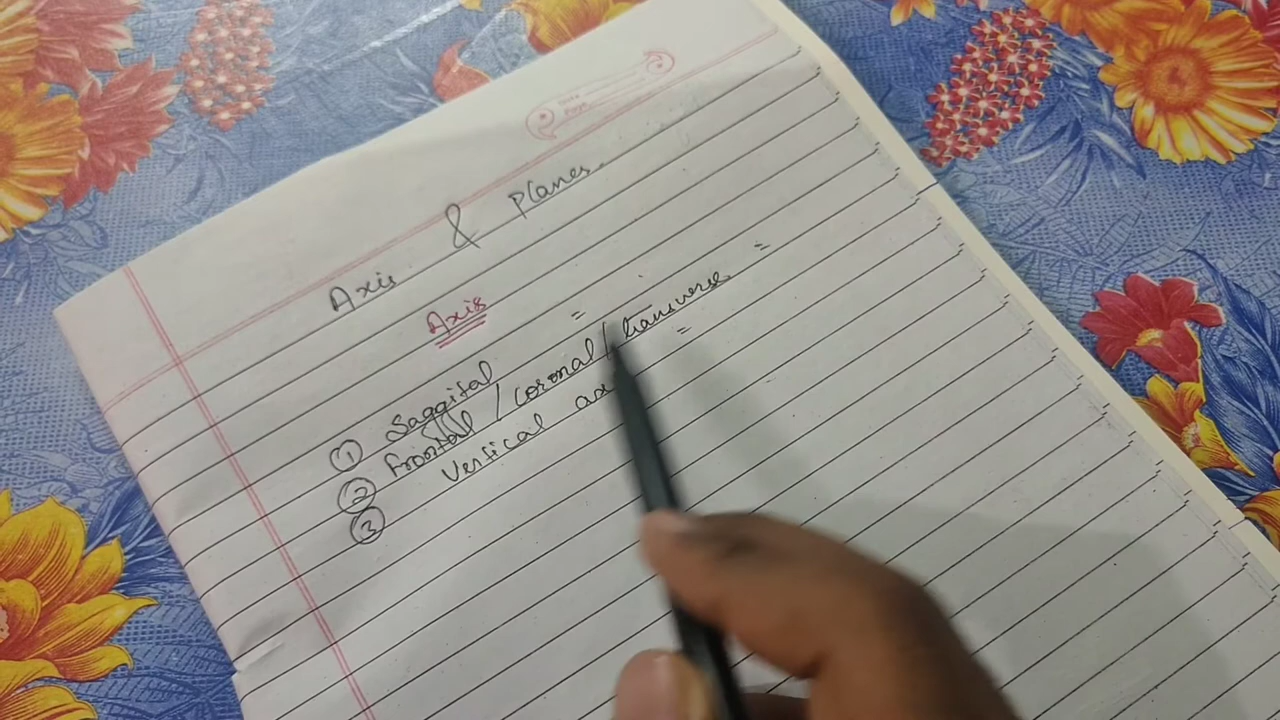 Axis & planes
Axis
① Saggital =
② Frontal / coronal / transverse =
③ Vertical =